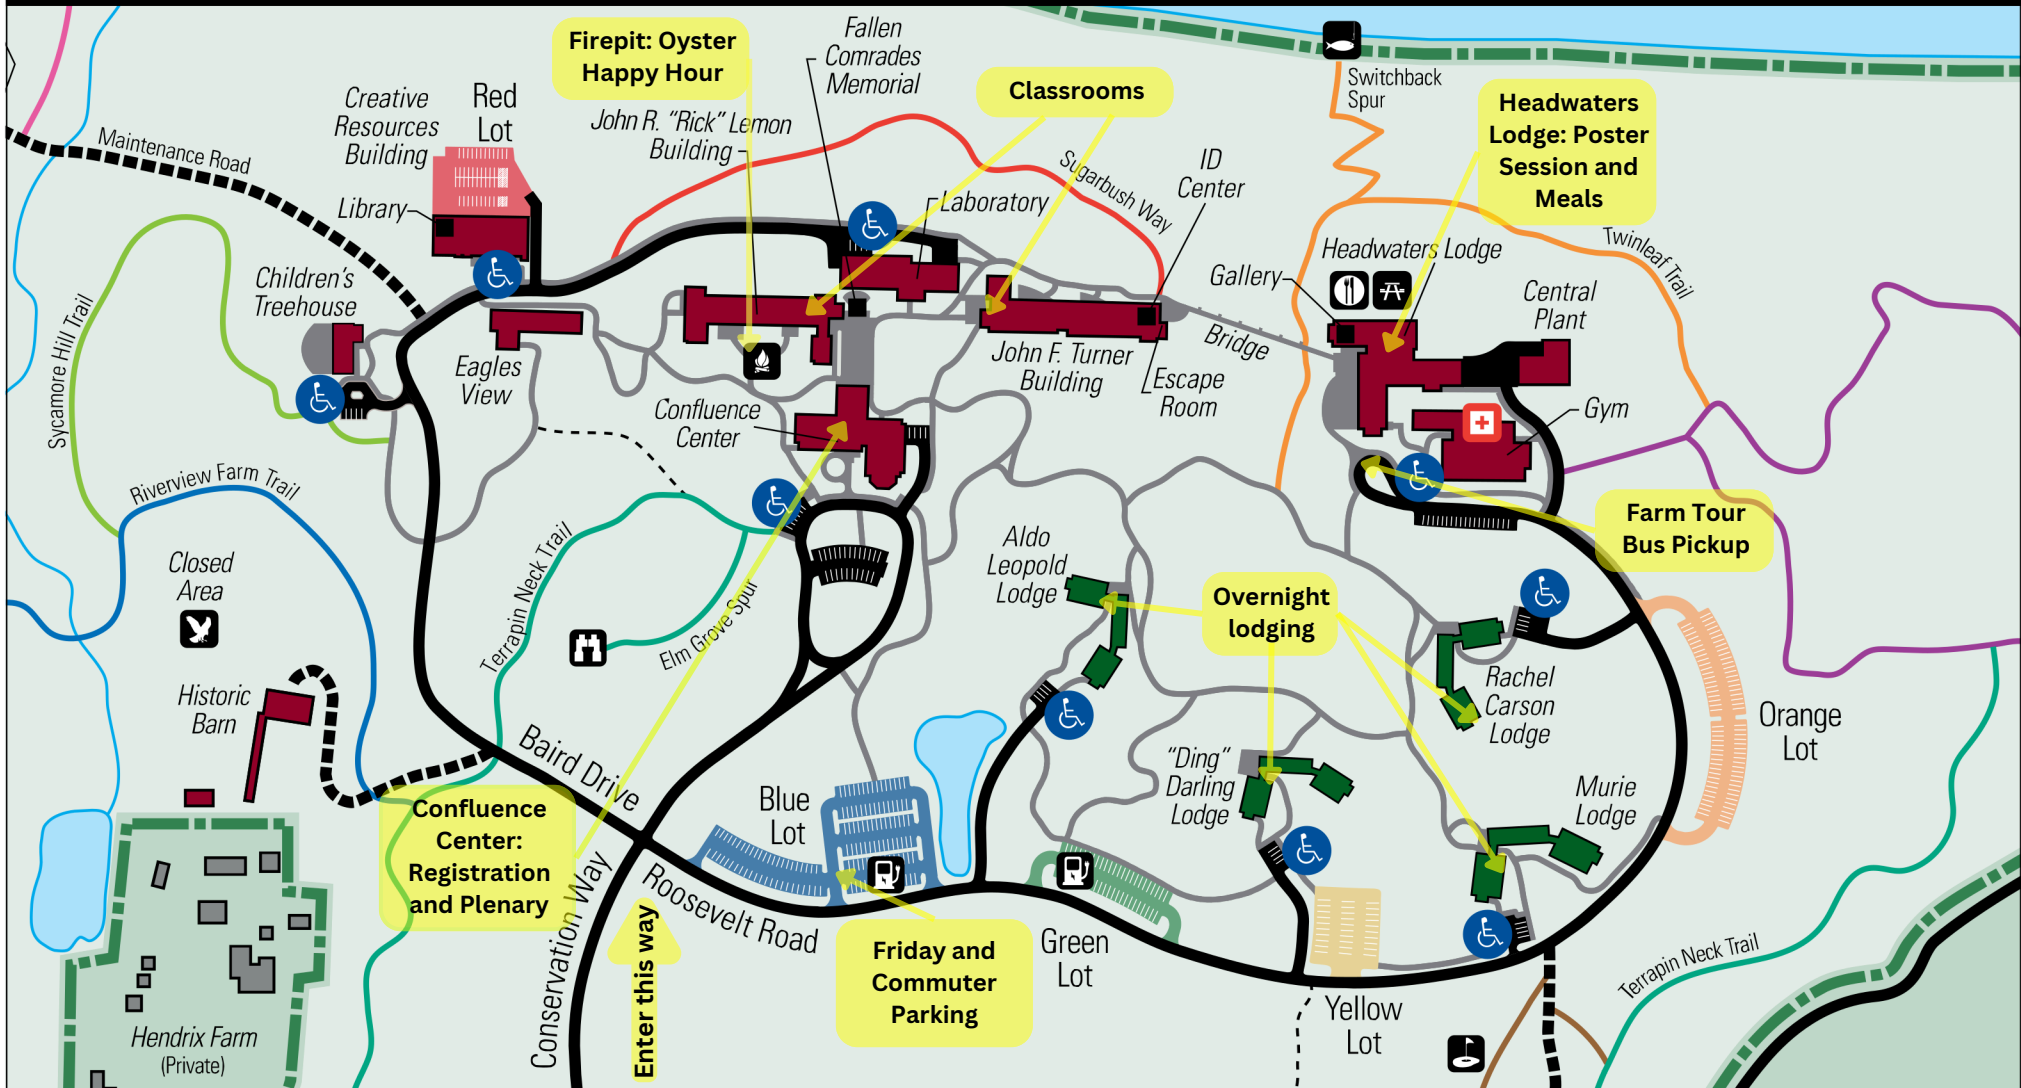 Firepit: Oyster
Happy Hour
Fallen
Comrades
Memorial
Classrooms
Switchback
Spur
Headwaters
Lodge: Poster
Session and
Meals
Creative
Resources
Building
Red
Lot
John R. "Rick" Lemon
Building
Maintenance Road
Library
Laboratory
Sugarbush Way
ID
Center
Twinleaf Trail
Headwaters Lodge
Gallery
Central
Plant
Children's
Treehouse
Sycamore Hill Trail
Eagles
View
John F. Turner
Building
Bridge
Escape
Room
Confluence
Center
Gym
Riverview Farm Trail
Farm Tour
Bus Pickup
Aldo
Leopold
Lodge
Closed
Area
Terrapin Neck Trail
Elm Grove Spur
Overnight
lodging
Historic
Barn
Rachel
Carson
Lodge
Orange
Lot
Baird Drive
Blue
Lot
"Ding"
Darling
Lodge
Murie
Lodge
Confluence
Center:
Registration
and Plenary
Conservation Way
Enter this way
Roosevelt Road
Friday and
Commuter
Parking
Green
Lot
Yellow
Lot
Terrapin Neck Trail
Hendrix Farm
(Private)